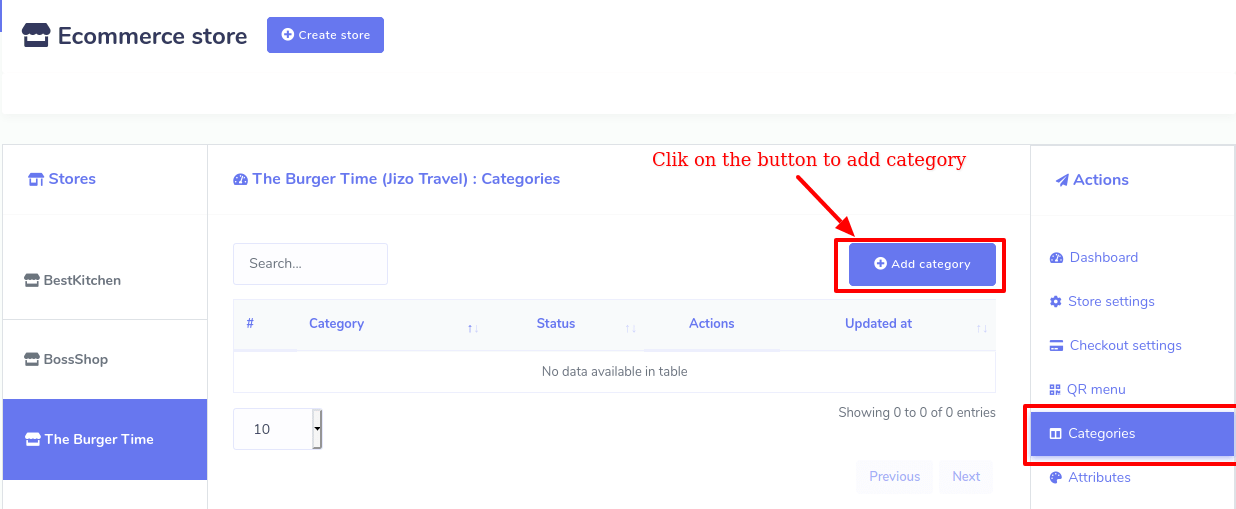 Ecommerce store
Create store
Clik on the button to add category
Stores
The Burger Time (Jizo Travel) : Categories
Actions
BestKitchen
BossShop
The Burger Time
Search...
Add category
# Category Status Actions Updated at
No data available in table
10
Showing 0 to 0 of 0 entries
Previous Next
Dashboard
Store settings
Checkout settings
QR menu
Categories
Attributes